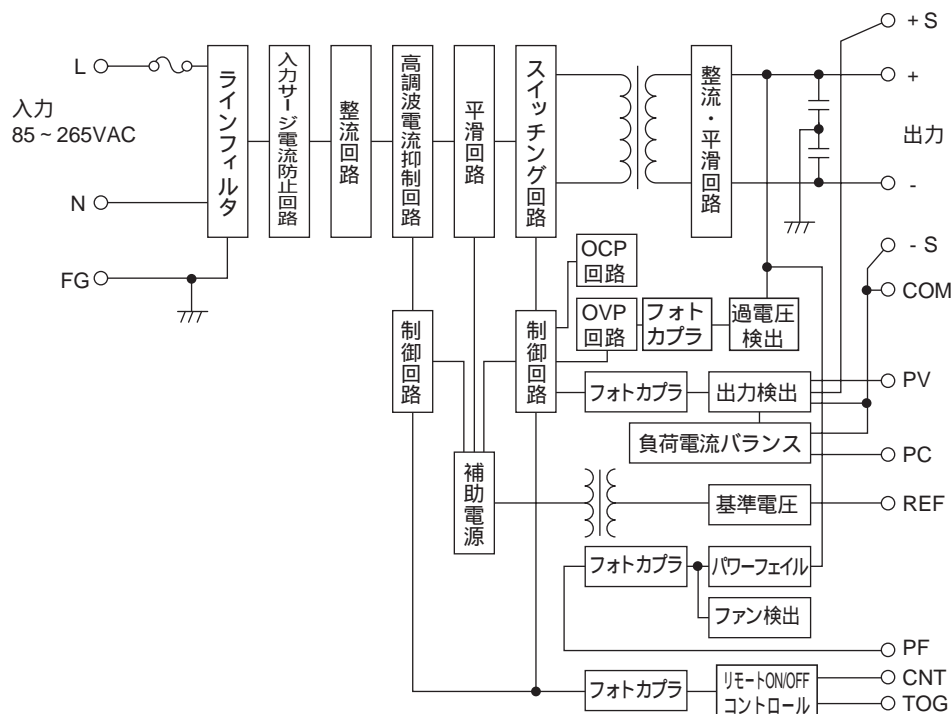 + S
L
入力
85 ~ 265VAC
N
FG
ラインフィルタ
入力サージ電流防止回路
整流回路
高調波電流抑制回路
平滑回路
スイッチング回路
整流・平滑回路
+
出力
-
- S
COM
OCP
回路
OVP
回路
フォト
カプラ
過電圧
検出
制御回路
制御回路
フォトカプラ
出力検出
PV
負荷電流バランス
PC
補助電源
基準電圧
REF
フォトカプラ
パワーフェイル
ファン検出
PF
フォトカプラ
リモートON/OFF
コントロール
CNT
TOG